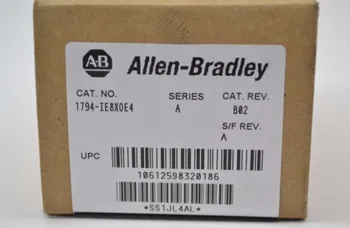 AB Allen-Bradley
CAT. NO. SERIES CAT. REV.
1794-IE8XOE4 A B02
S/F REV.
A
UPC
10612598320186
*SS1JL4AL*